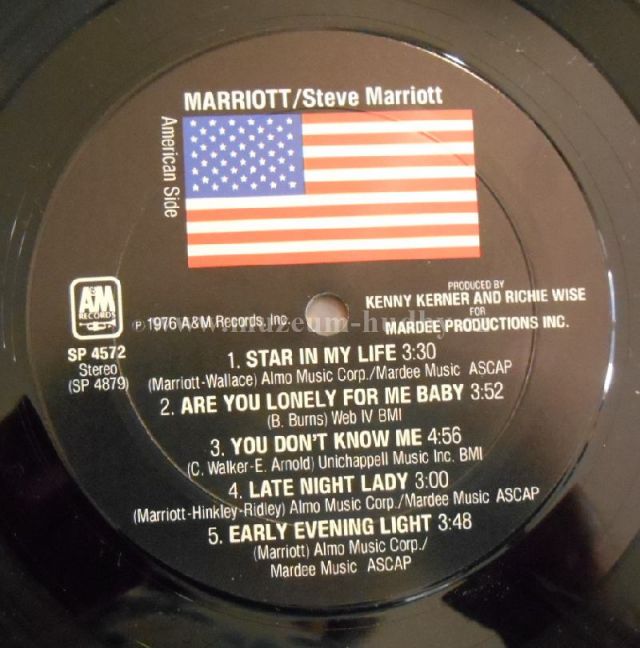 MARRIOTT/Steve Marriott
American Side
A&M
RECORDS
PRODUCED BY
KENNY KERNER AND RICHIE WISE
FOR
MARDEE PRODUCTIONS INC.
℗ 1976 A&M Records, Inc.
SP 4572
Stereo
(SP 4879)
1. STAR IN MY LIFE 3:30
(Marriott-Wallace) Almo Music Corp./Mardee Music ASCAP
2. ARE YOU LONELY FOR ME BABY 3:52
(B. Burns) Web IV BMI
3. YOU DON'T KNOW ME 4:56
(C. Walker-E. Arnold) Unichappell Music Inc. BMI
4. LATE NIGHT LADY 3:00
(Marriott-Hinkley-Ridley) Almo Music Corp./Mardee Music ASCAP
5. EARLY EVENING LIGHT 3:48
(Marriott) Almo Music Corp./
Mardee Music ASCAP